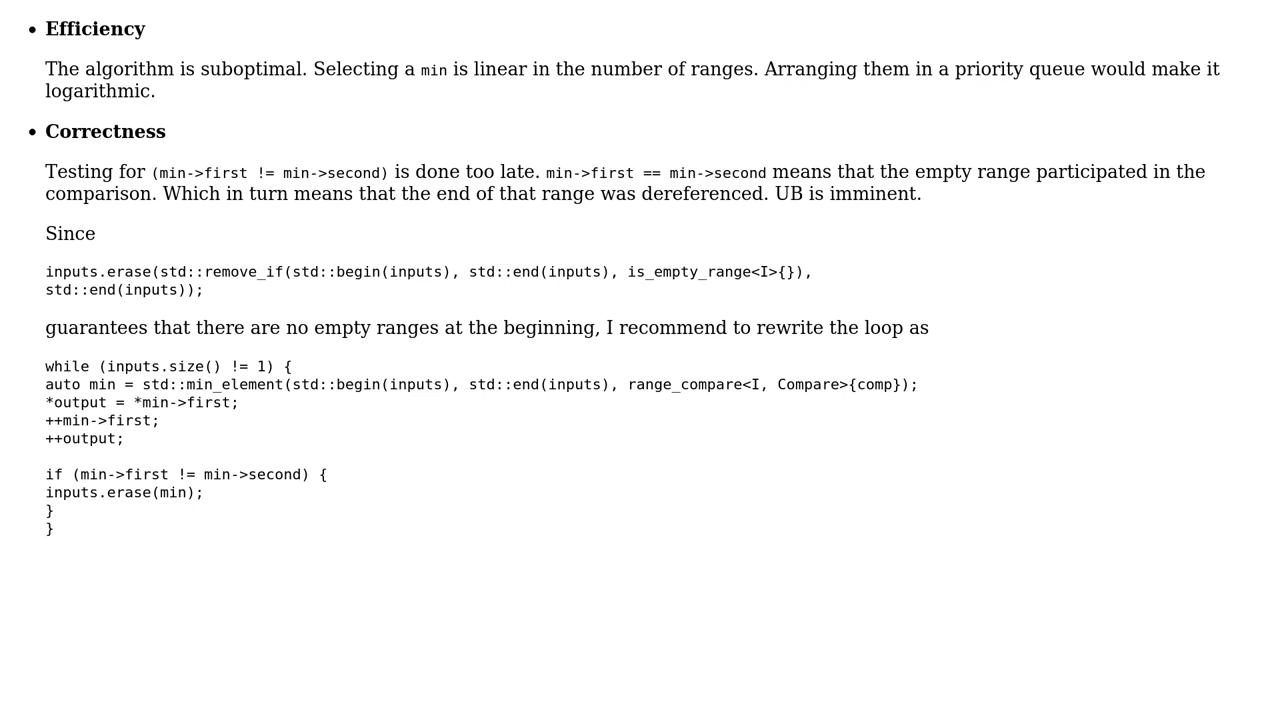 • Efficiency
The algorithm is suboptimal. Selecting a min is linear in the number of ranges. Arranging them in a priority queue would make it
logarithmic.
• Correctness
Testing for (min->first != min->second) is done too late. min->first == min->second means that the empty range participated in the
comparison. Which in turn means that the end of that range was dereferenced. UB is imminent.
Since
inputs.erase(std::remove_if(std::begin(inputs), std::end(inputs), is_empty_range<I>{}),
std::end(inputs));
guarantees that there are no empty ranges at the beginning, I recommend to rewrite the loop as
while (inputs.size() != 1) {
auto min = std::min_element(std::begin(inputs), std::end(inputs), range_compare<I, Compare>{comp});
*output = *min->first;
++min->first;
++output;
if (min->first != min->second) {
inputs.erase(min);
}
}